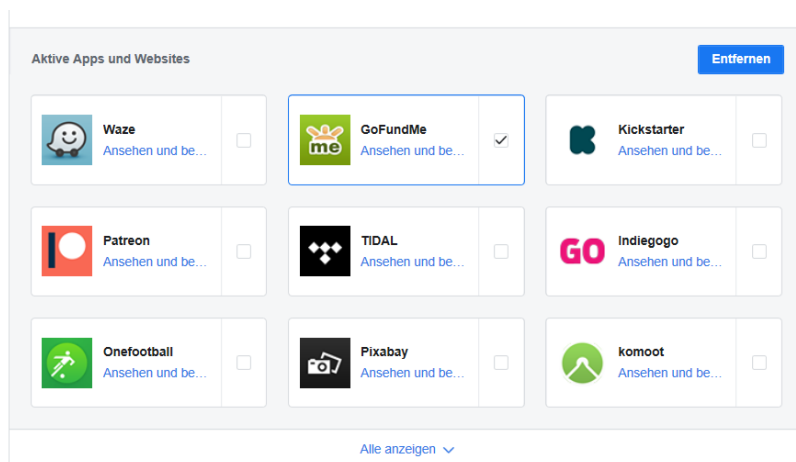 Aktive Apps und Websites
Entfernen
Waze
Ansehen und be...
me
GoFundMe
Ansehen und be...
Kickstarter
Ansehen und be...
Patreon
Ansehen und be...
TIDAL
Ansehen und be...
GO
Indiegogo
Ansehen und be...
Onefootball
Ansehen und be...
Pixabay
Ansehen und be...
komoot
Ansehen und be...
Alle anzeigen